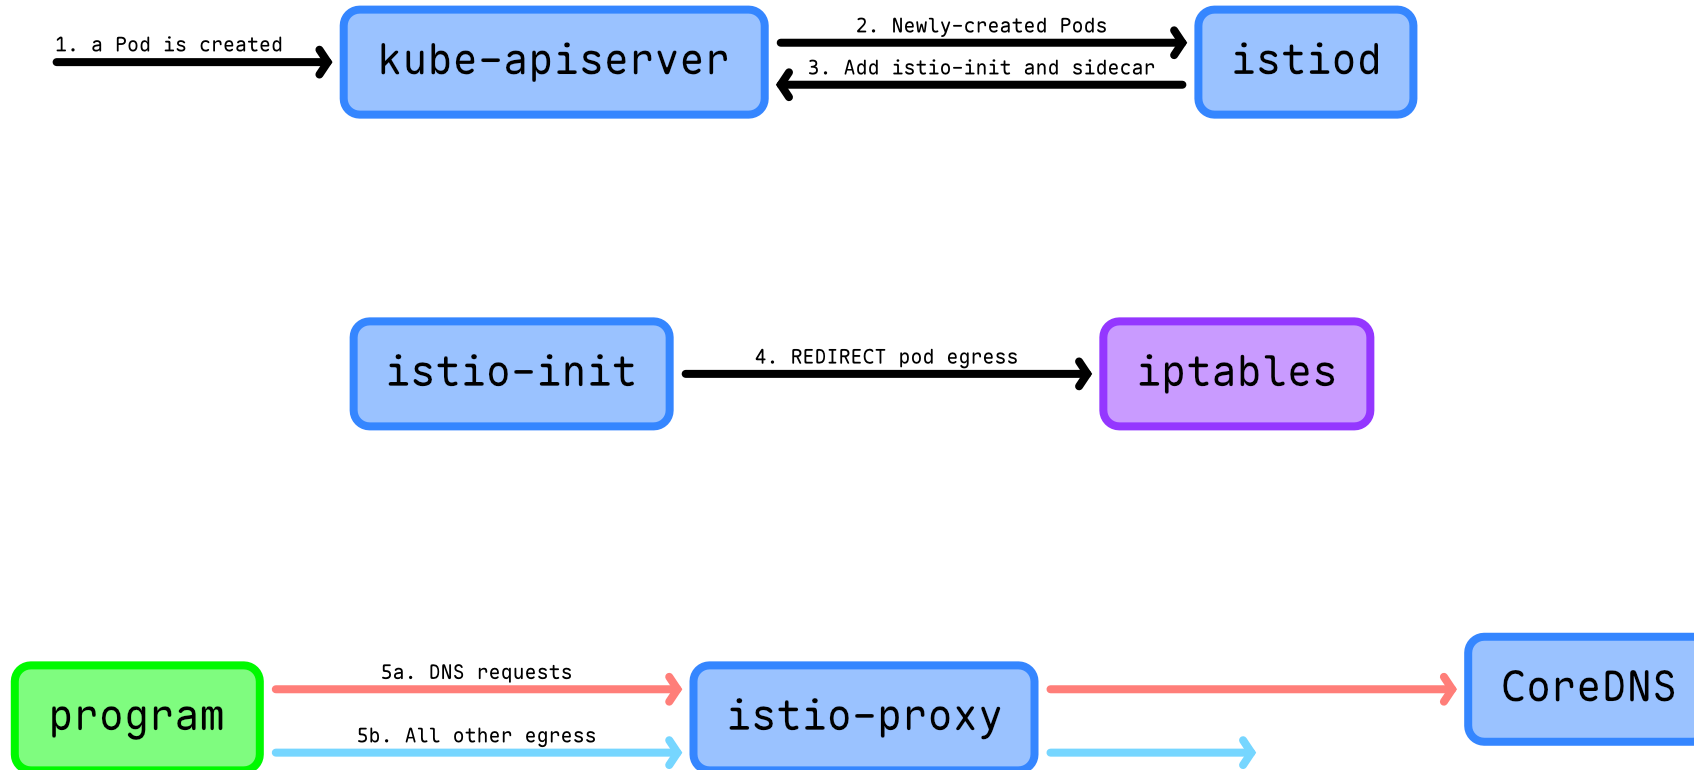 1. a Pod is created
kube-apiserver
2. Newly-created Pods
3. Add istio-init and sidecar
istiod
istio-init
4. REDIRECT pod egress
iptables
program
5a. DNS requests
5b. All other egress
istio-proxy
CoreDNS